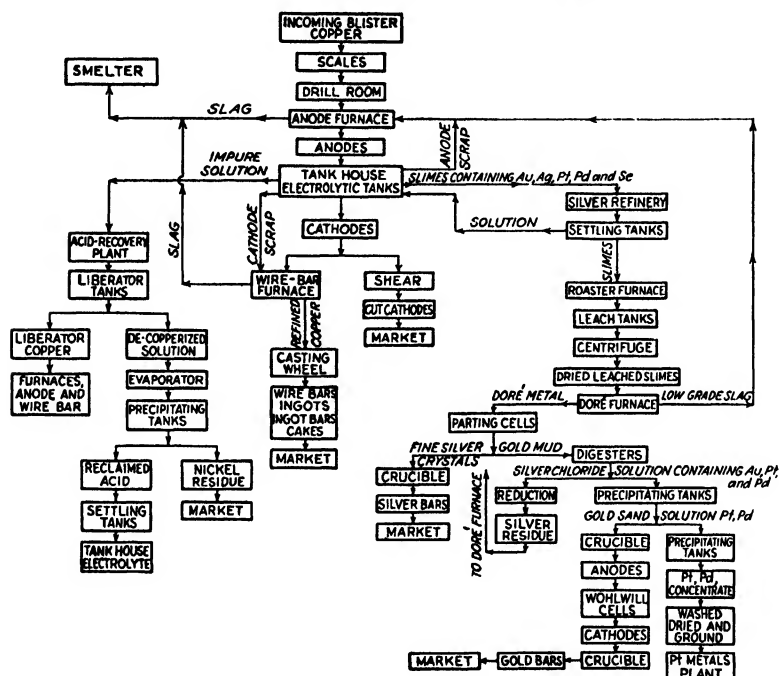 INCOMING BLISTER
COPPER
SCALES
SMELTER
DRILL ROOM
SLAG
ANODE FURNACE
ANODES
ANODE
SCRAP
IMPURE
SOLUTION
TANK HOUSE
ELECTROLYTIC TANKS
SLIMES CONTAINING Au, Ag, Pt, Pd and Se
SILVER REFINERY
SOLUTION
SETTLING TANKS
CATHODES
CATHODE
SCRAP
SLAG
SLIMES
ACID-RECOVERY
PLANT
LIBERATOR
TANKS
WIRE-BAR
FURNACE
SHEAR
CUT CATHODES
MARKET
REFINED
COPPER
ROASTER FURNACE
LEACH TANKS
CENTRIFUGE
DRIED LEACHED SLIMES
LIBERATOR
COPPER
DE-COPPERIZED
SOLUTION
CASTING
WHEEL
FURNACES,
ANODE AND
WIRE BAR
EVAPORATOR
PRECIPITATING
TANKS
WIRE BARS
INGOTS
INGOT BARS
CAKES
MARKET
DORÉ METAL
DORÉ FURNACE
LOW GRADE SLAG
PARTING CELLS
FINE SILVER
CRYSTALS
GOLD MUD
DIGESTERS
RECLAIMED
ACID
NICKEL
RESIDUE
SETTLING
TANKS
MARKET
TANK HOUSE
ELECTROLYTE
CRUCIBLE
SILVER BARS
MARKET
TO DORÉ FURNACE
SILVER CHLORIDE
SOLUTION CONTAINING Au, Pt,
and Pd
REDUCTION
PRECIPITATING TANKS
SILVER
RESIDUE
GOLD SAND
SOLUTION Pt, Pd
CRUCIBLE
PRECIPITATING
TANKS
ANODES
Pt, Pd,
CONCENTRATE
WOHLWILL
CELLS
WASHED
DRIED AND
GROUND
CATHODES
MARKET
GOLD BARS
CRUCIBLE
Pt METALS
PLANT